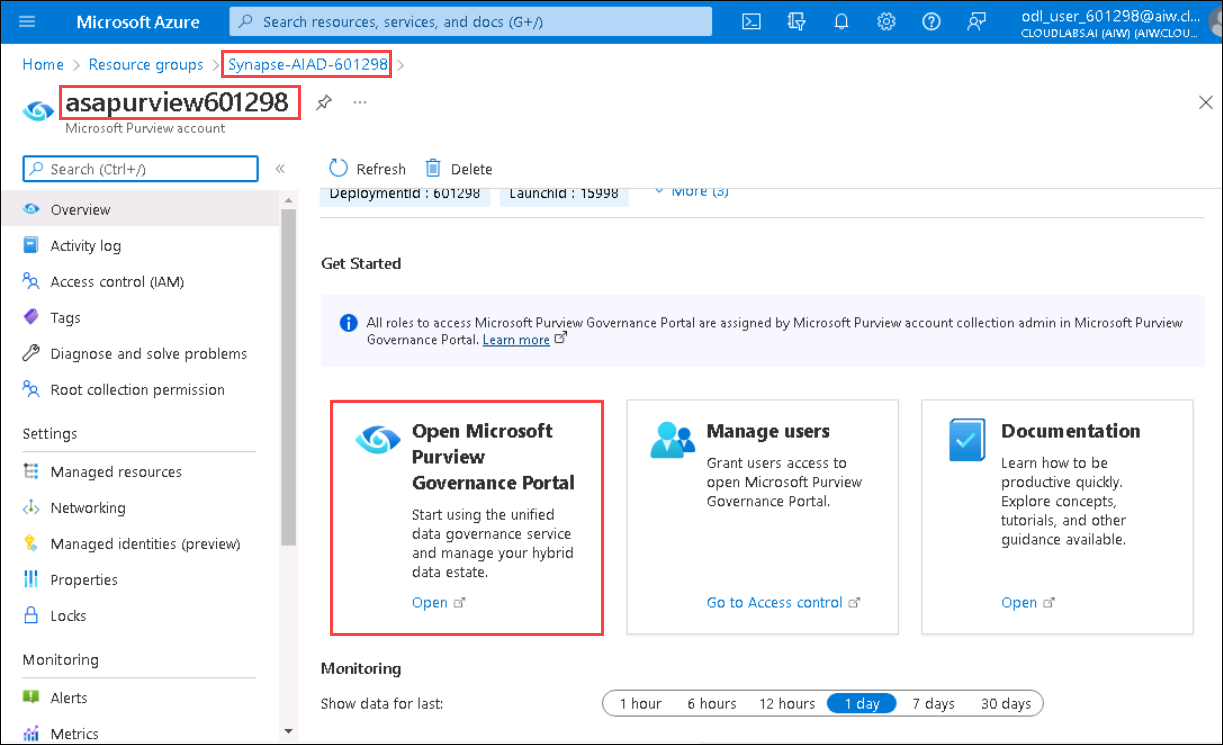 Microsoft Azure
Search resources, services, and docs (G+/)
odl_user_601298@aiw.cl...
CLOUDLABS.AI (AIW) (AIW.CLOU...
Home > Resource groups > Synapse-AIAD-601298 >
asapurview601298
...
Microsoft Purview account
Search (Ctrl+/)
«
Refresh
Delete
DeploymentId : 601298
LaunchId : 15998
More (3)
Overview
Activity log
Access control (IAM)
Tags
Diagnose and solve problems
Root collection permission
Settings
Managed resources
Networking
Managed identities (preview)
Properties
Locks
Monitoring
Alerts
Metrics
Get Started
All roles to access Microsoft Purview Governance Portal are assigned by Microsoft Purview account collection admin in Microsoft Purview
Governance Portal. Learn more
Open Microsoft
Purview
Governance Portal
Start using the unified
data governance service
and manage your hybrid
data estate.
Open
Manage users
Grant users access to
open Microsoft Purview
Governance Portal.
Go to Access control
Documentation
Learn how to be
productive quickly.
Explore concepts,
tutorials, and other
guidance available.
Open
Monitoring
Show data for last:
1 hour
6 hours
12 hours
1 day
7 days
30 days